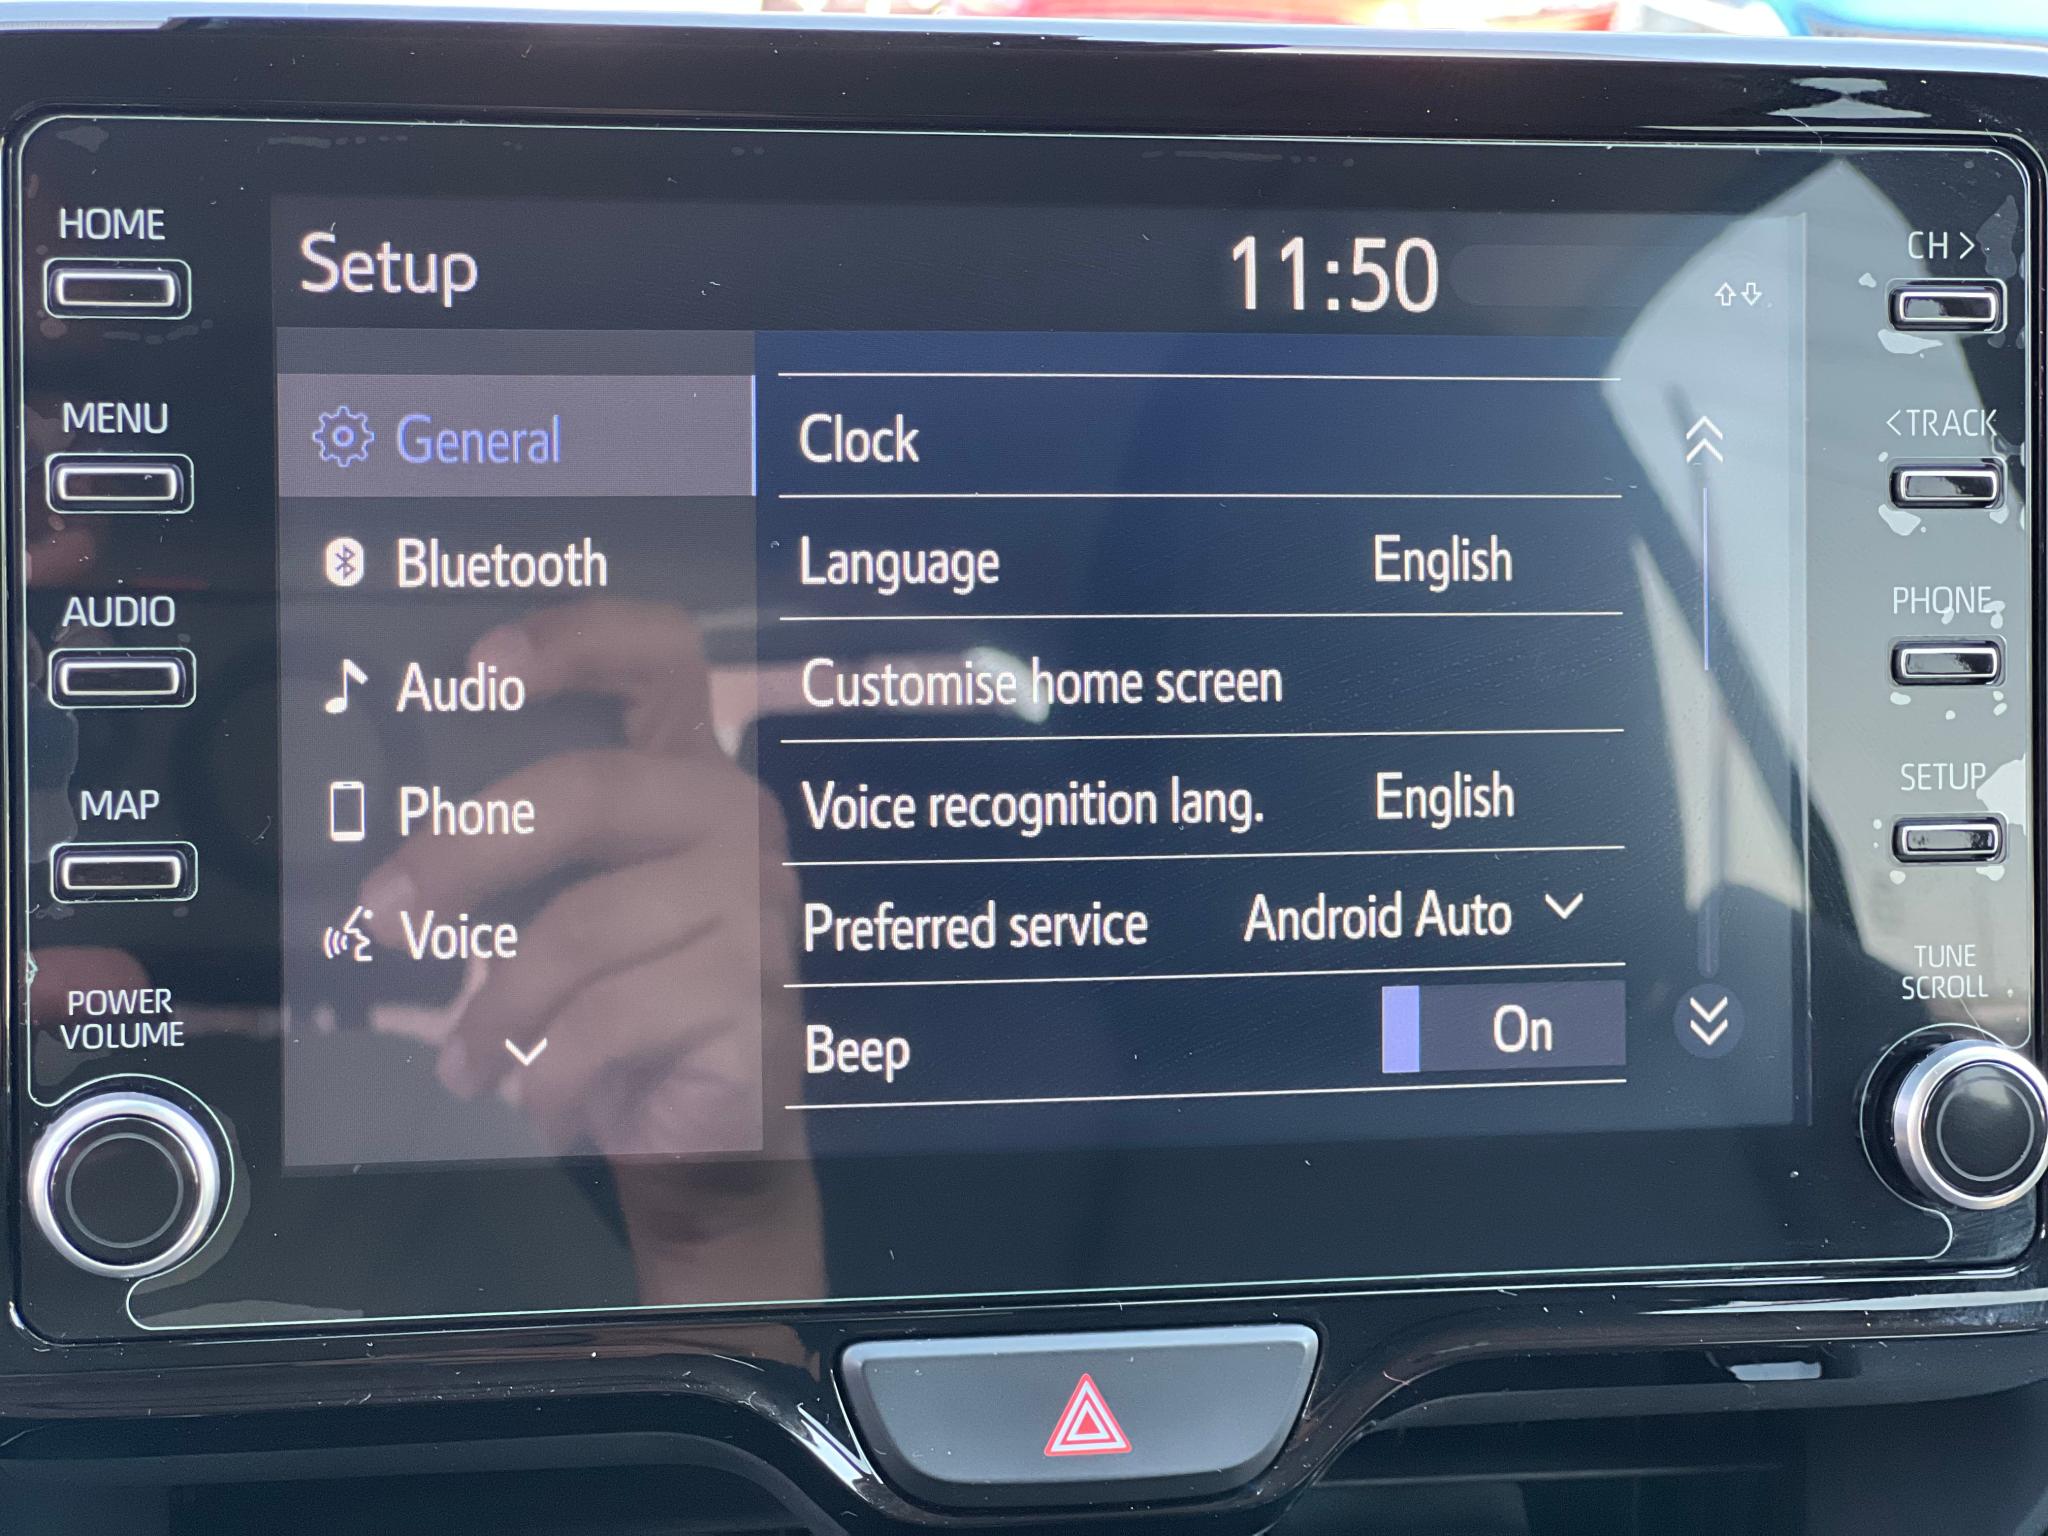 HOME
MENU
AUDIO
MAP
POWER
VOLUME
Setup
11:50
General
Bluetooth
Audio
Phone
Voice
Clock
Language English
Customise home screen
Voice recognition lang. English
Preferred service Android Auto
Beep On
CH >
<TRACK
PHONE
SETUP
TUNE
SCROLL